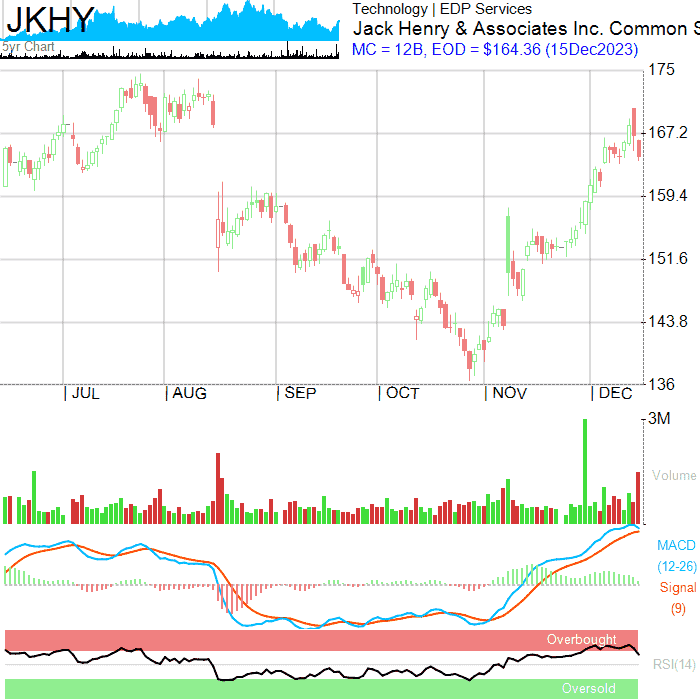 JKHY
5yr Chart
Technology | EDP Services
Jack Henry & Associates Inc. Common S
MC = 12B, EOD = $164.36 (15Dec2023)
175
167.2
159.4
151.6
143.8
136
| JUL | AUG | SEP | OCT | NOV | DEC
3M
Volume
MACD
(12-26)
Signal
(9)
Overbought
RSI(14)
Oversold